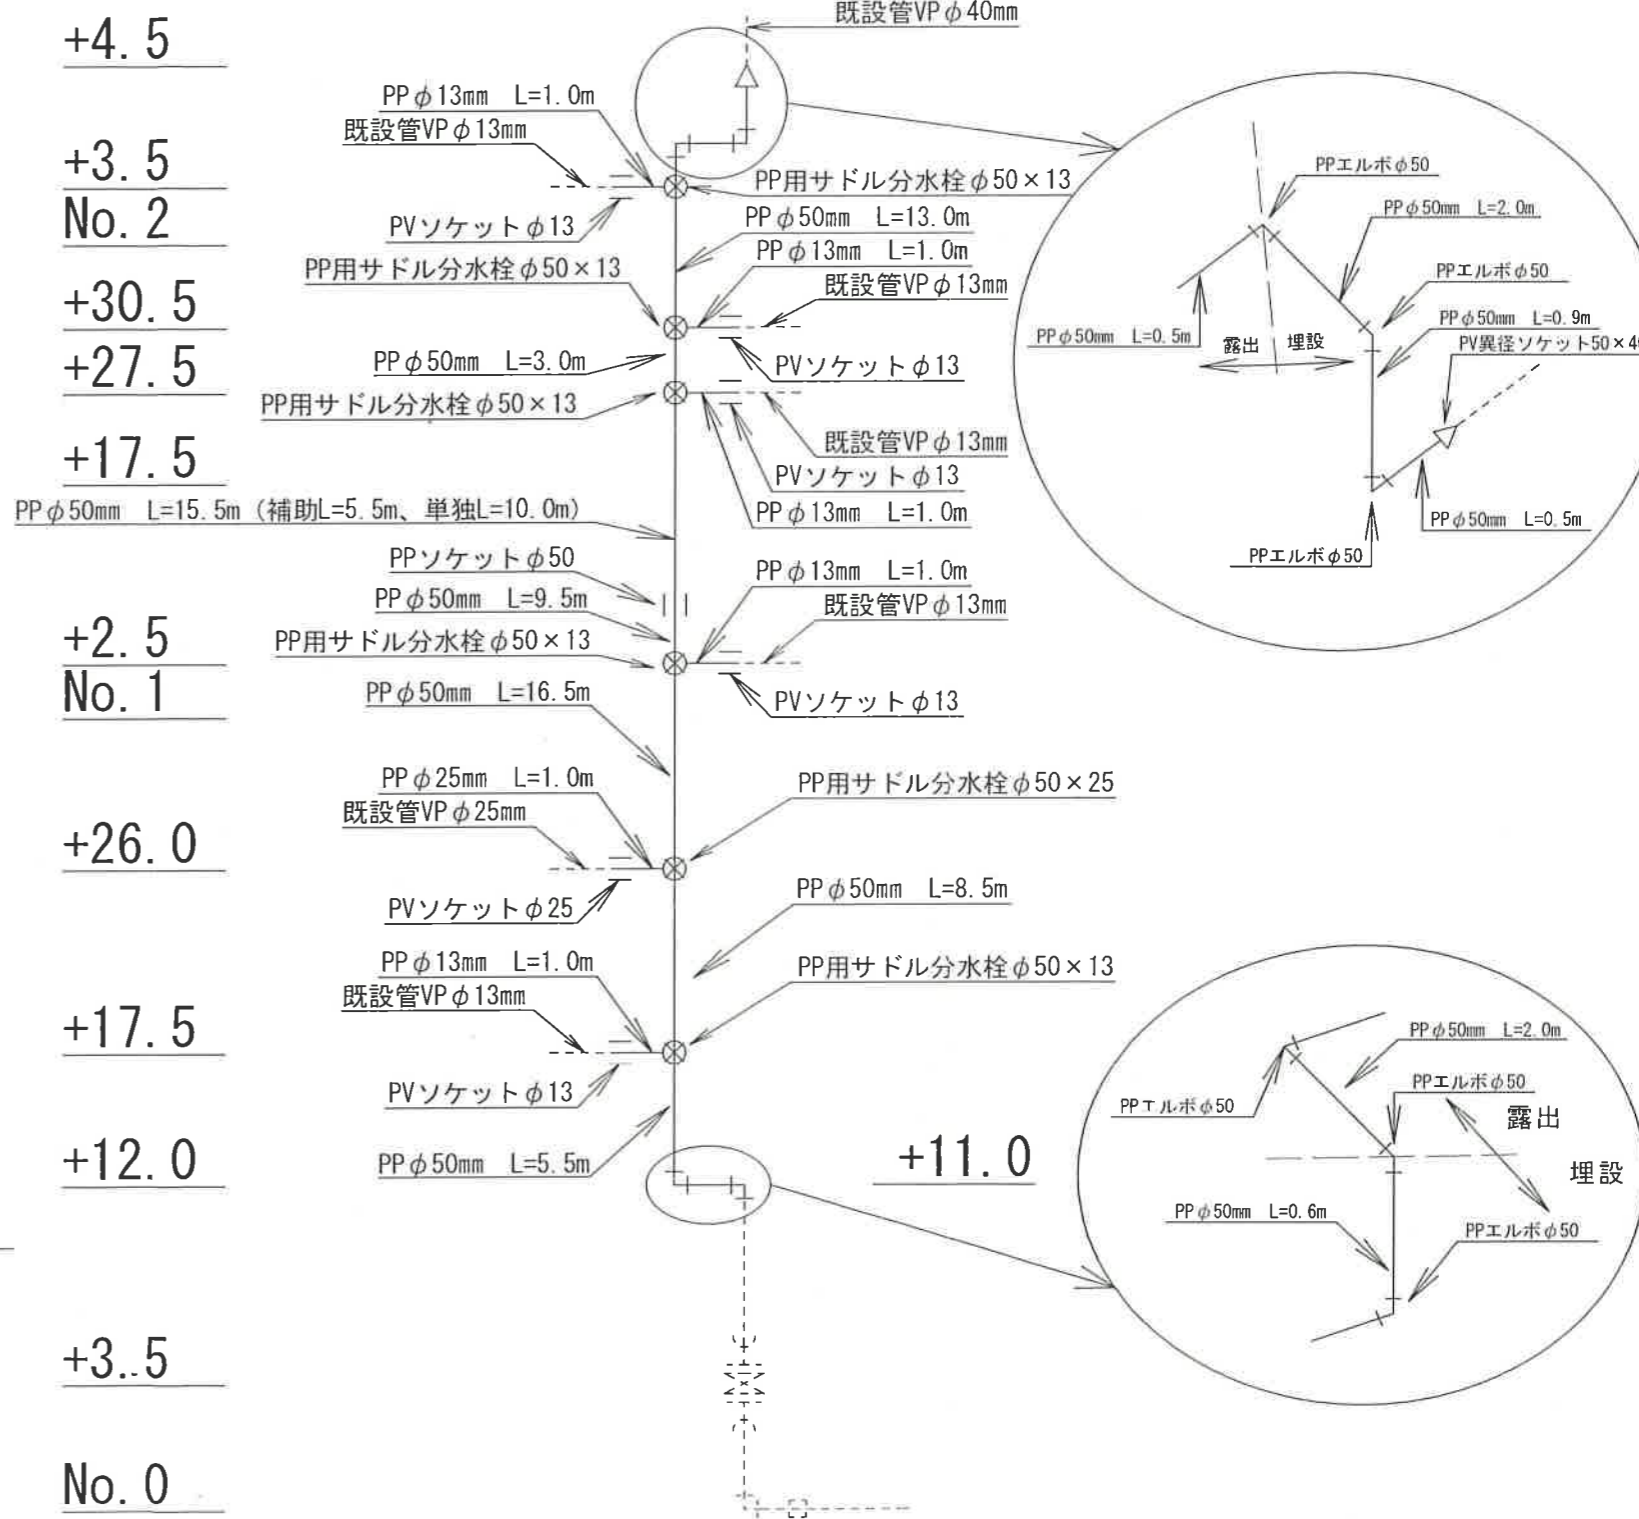 +4.5
+3.5
No.2
+30.5
+27.5
+17.5
+2.5
No.1
+26.0
+17.5
+12.0
+3.5
No.0
既設管VPφ40mm
PPφ13mm L=1.0m
既設管VPφ13mm
PP用サドル分水栓φ50×13
PVソケットφ13
PPφ50mm L=13.0m
PPφ13mm L=1.0m
PP用サドル分水栓φ50×13
既設管VPφ13mm
PPφ50mm L=3.0m
PVソケットφ13
PP用サドル分水栓φ50×13
既設管VPφ13mm
PVソケットφ13
PPφ13mm L=1.0m
PPφ50mm L=15.5m (補助L=5.5m、単独L=10.0m)
PPソケットφ50
PPφ13mm L=1.0m
PPφ50mm L=9.5m
既設管VPφ13mm
PP用サドル分水栓φ50×13
PPφ50mm L=16.5m
PVソケットφ13
PPφ25mm L=1.0m
PP用サドル分水栓φ50×25
既設管VPφ25mm
PVソケットφ25
PPφ50mm L=8.5m
PPφ13mm L=1.0m
PP用サドル分水栓φ50×13
既設管VPφ13mm
PVソケットφ13
PPφ50mm L=5.5m
+11.0
PPエルボφ50
PPφ50mm L=2.0m
PPエルボφ50
PPφ50mm L=0.9m
PPφ50mm L=0.5m
露出 埋設
PV異径ソケット50×4
PPφ50mm L=0.5m
PPエルボφ50
PPφ50mm L=2.0m
PPエルボφ50
PPエルボφ50
露出
埋設
PPφ50mm L=0.6m
PPエルボφ50